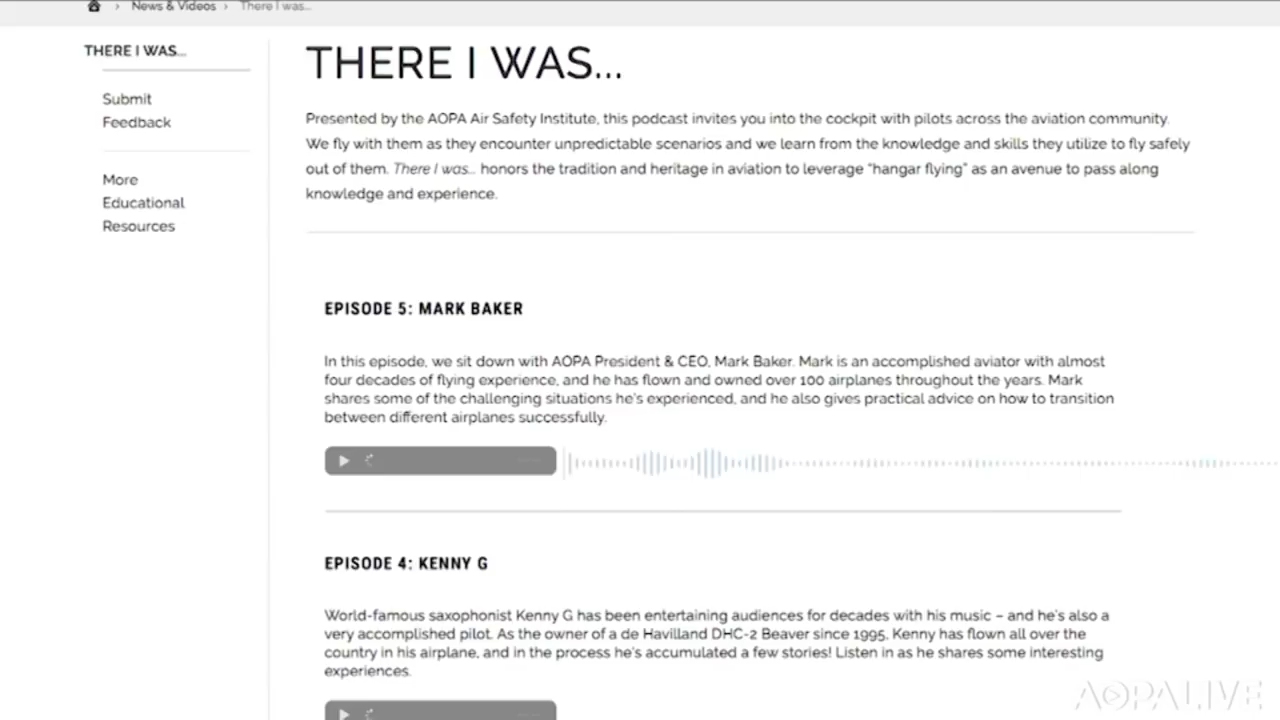 News & Videos › There I was...
THERE I WAS...
Submit
Feedback
More
Educational
Resources
THERE I WAS...
Presented by the AOPA Air Safety Institute, this podcast invites you into the cockpit with pilots across the aviation community.
We fly with them as they encounter unpredictable scenarios and we learn from the knowledge and skills they utilize to fly safely
out of them. There I was... honors the tradition and heritage in aviation to leverage “hangar flying” as an avenue to pass along
knowledge and experience.
EPISODE 5: MARK BAKER
In this episode, we sit down with AOPA President & CEO, Mark Baker. Mark is an accomplished aviator with almost
four decades of flying experience, and he has flown and owned over 100 airplanes throughout the years. Mark
shares some of the challenging situations he's experienced, and he also gives practical advice on how to transition
between different airplanes successfully.
EPISODE 4: KENNY G
World-famous saxophonist Kenny G has been entertaining audiences for decades with his music – and he's also a
very accomplished pilot. As the owner of a de Havilland DHC-2 Beaver since 1995, Kenny has flown all over the
country in his airplane, and in the process he's accumulated a few stories! Listen in as he shares some interesting
experiences.
AOPA LIVE